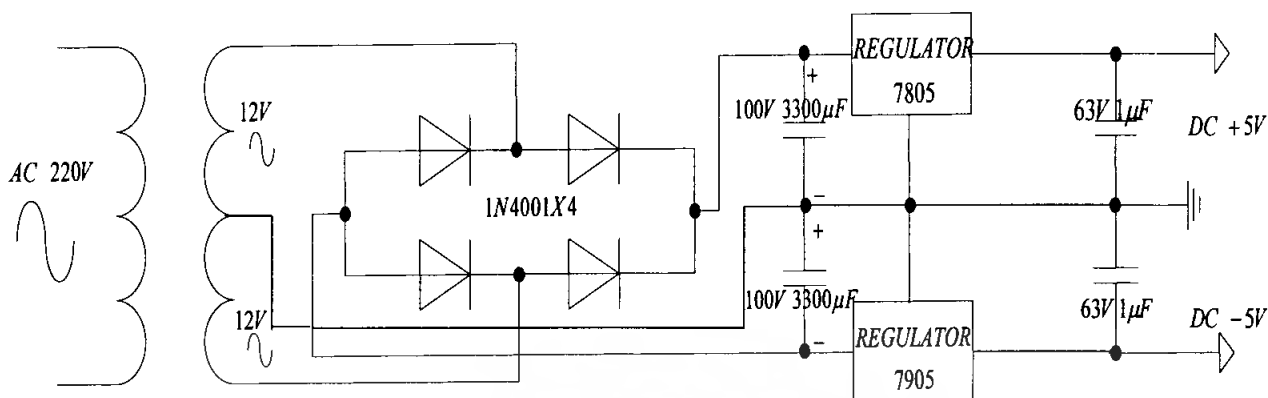 AC 220V
12V
12V
1N4001X4
+
100V 3300μF
−
+
100V 3300μF
−
REGULATOR
7805
REGULATOR
7905
63V 1μF
DC +5V
63V 1μF
DC −5V